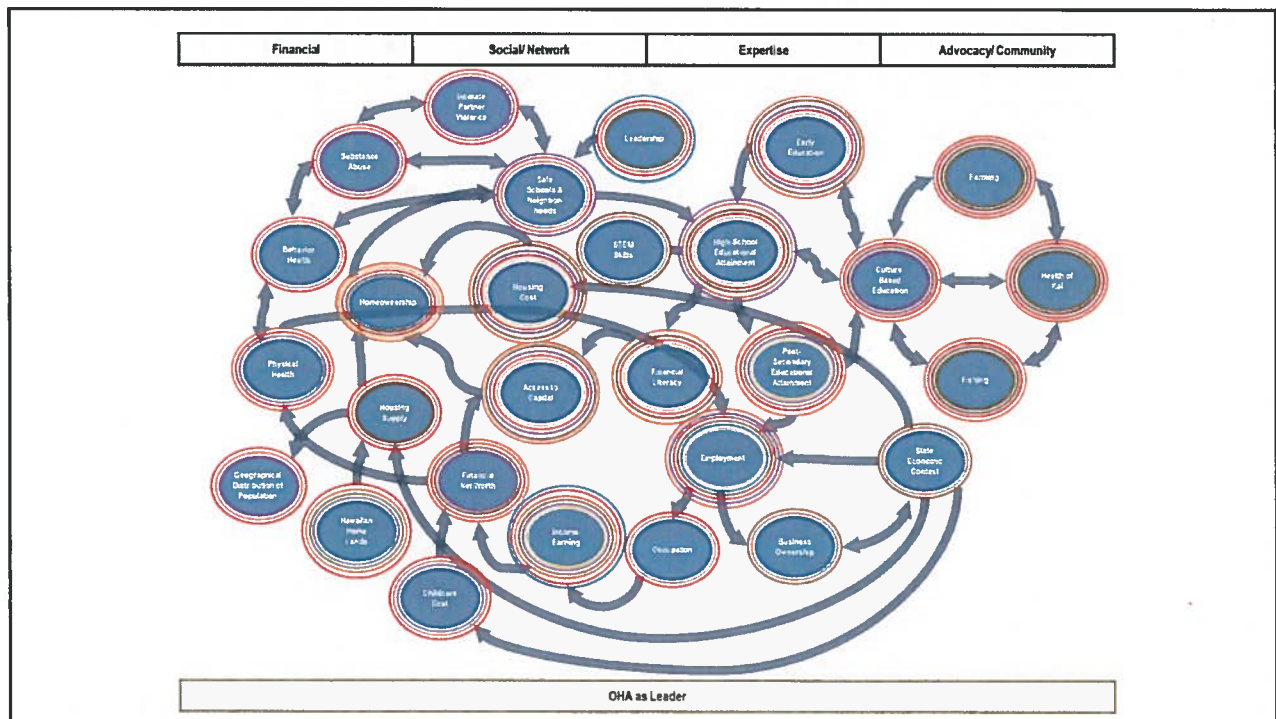 Financial
Social/ Network
Expertise
Advocacy/ Community
Intimate
Partner
Violence
Leadership
Early
Education
Substance
Abuse
Safe
Schools &
Neighbor-
hoods
Farming
Behavior
Health
STEM
Skills
High-School
Educational
Attainment
Culture
Based
Education
Health of
Homeownership
Housing
Cost
Physical
Health
Access to
Capital
Financial
Literacy
Post-
Secondary
Educational
Attainment
Fishing
Housing
Supply
Employment
State
Economic
Context
Geographical
Distribution of
Population
Financial
Net Worth
Hawaiian
Home
Lands
Income
Earning
Occupation
Business
Ownership
Childcare
Cost
OHA as Leader